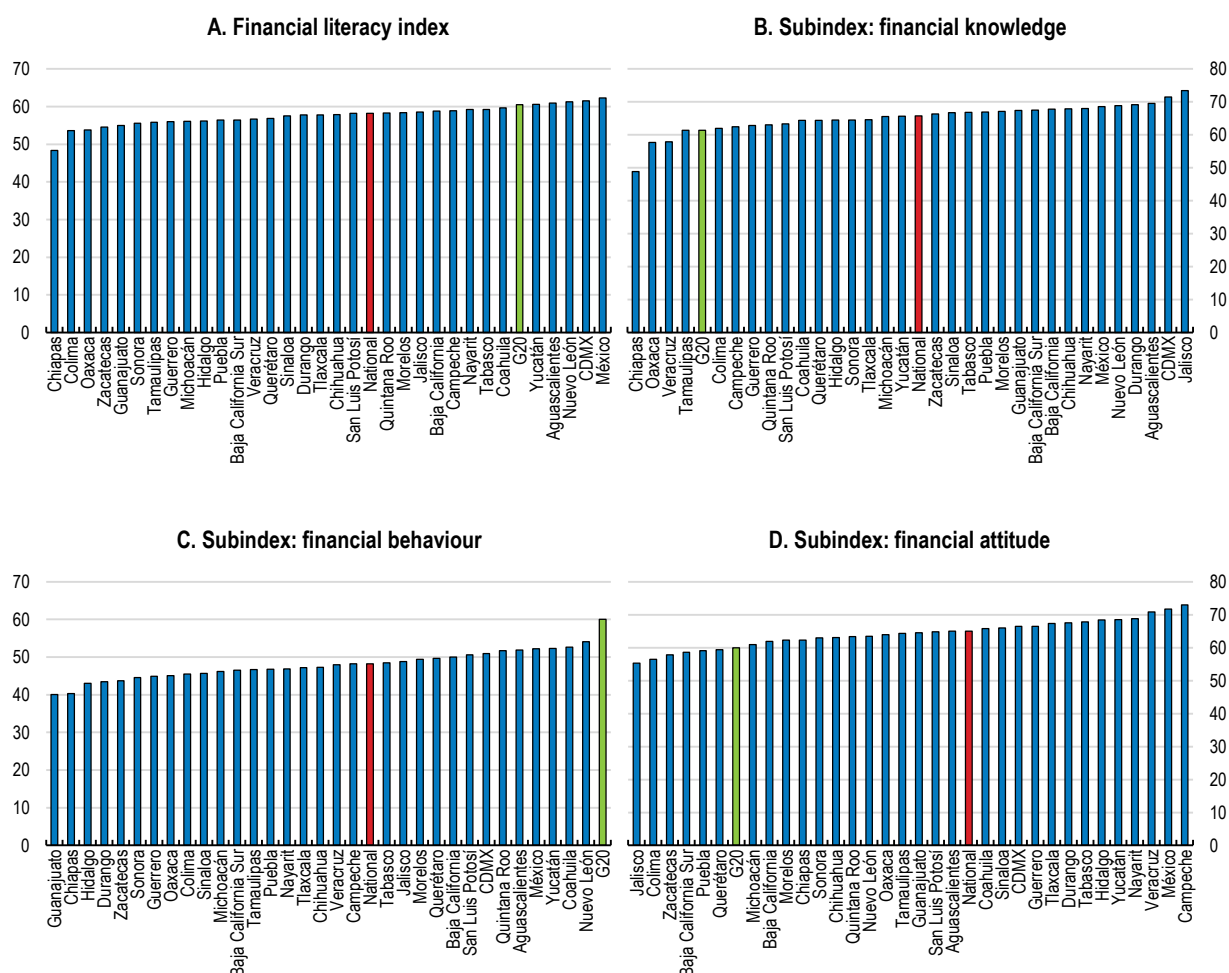 A. Financial literacy index
70
60
50
40
30
20
10
0
Chiapas
Colima
Oaxaca
Zacatecas
Guanajuato
Sonora
Tamaulipas
Guerrero
Michoacán
Hidalgo
Puebla
Baja California Sur
Veracruz
Querétaro
Sinaloa
Durango
Tlaxcala
Chihuahua
San Luis Potosí
National
Quintana Roo
Morelos
Jalisco
Baja California
Campeche
Nayarit
Tabasco
Coahuila
G20
Yucatán
Aguascalientes
Nuevo León
CDMX
México
B. Subindex: financial knowledge
80
70
60
50
40
30
20
10
0
Chiapas
Oaxaca
Veracruz
Tamaulipas
G20
Colima
Campeche
Guerrero
Quintana Roo
San Luis Potosí
Coahuila
Querétaro
Hidalgo
Sonora
Tlaxcala
Michoacán
Yucatán
National
Zacatecas
Sinaloa
Tabasco
Puebla
Morelos
Guanajuato
Baja California Sur
Baja California
Chihuahua
Nayarit
México
Nuevo León
Durango
Aguascalientes
CDMX
Jalisco
C. Subindex: financial behaviour
70
60
50
40
30
20
10
0
Guanajuato
Chiapas
Hidalgo
Durango
Zacatecas
Sonora
Guerrero
Oaxaca
Colima
Sinaloa
Michoacán
Baja California Sur
Tamaulipas
Puebla
Nayarit
Tlaxcala
Chihuahua
Veracruz
Campeche
National
Tabasco
Jalisco
Morelos
Querétaro
Baja California
San Luis Potosí
CDMX
Quintana Roo
Aguascalientes
México
Yucatán
Coahuila
Nuevo León
G20
D. Subindex: financial attitude
80
70
60
50
40
30
20
10
0
Jalisco
Colima
Zacatecas
Baja California Sur
Puebla
Querétaro
G20
Michoacán
Baja California
Morelos
Chiapas
Sonora
Chihuahua
Quintana Roo
Nuevo León
Oaxaca
Tamaulipas
Guanajuato
San Luis Potosí
Aguascalientes
National
Coahuila
Sinaloa
CDMX
Guerrero
Tlaxcala
Durango
Tabasco
Hidalgo
Yucatán
Nayarit
Veracruz
México
Campeche